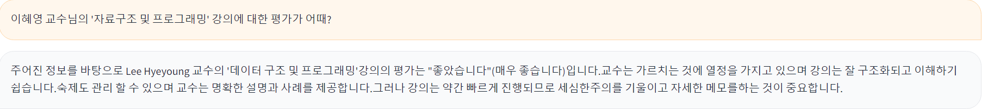 이혜영 교수님의 '자료구조 및 프로그래밍' 강의에 대한 평가가 어때?
주어진 정보를 바탕으로 Lee Hyeyoung 교수의 '데이터 구조 및 프로그래밍'강의의 평가는 "좋았습니다"(매우 좋습니다)입니다.교수는 가르치는 것에 열정을 가지고 있으며 강의는 잘 구조화되고 이해하기
쉽습니다.숙제도 관리 할 수 있으며 교수는 명확한 설명과 사례를 제공합니다.그러나 강의는 약간 빠르게 진행되므로 세심한주의를 기울이고 자세한 메모를하는 것이 중요합니다.